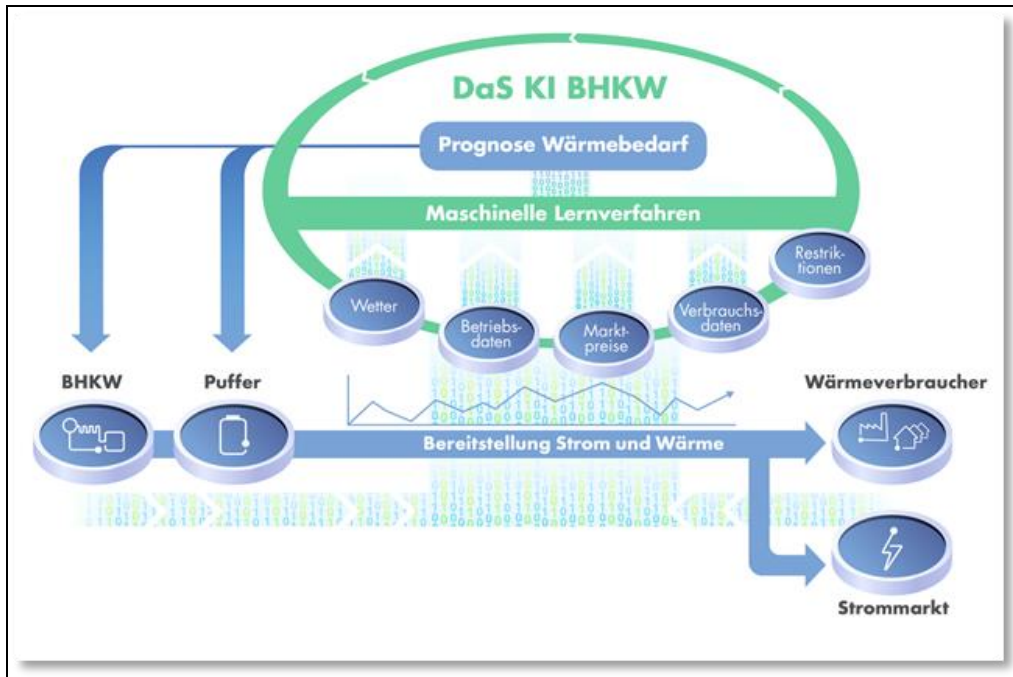 DaS KI BHKW
Prognose Wärmebedarf
Maschinelle Lernverfahren
Wetter
Betriebs-
daten
Markt-
preise
Verbrauchs-
daten
Restrik-
tionen
BHKW
Puffer
Wärmeverbraucher
Bereitstellung Strom und Wärme
Strommarkt